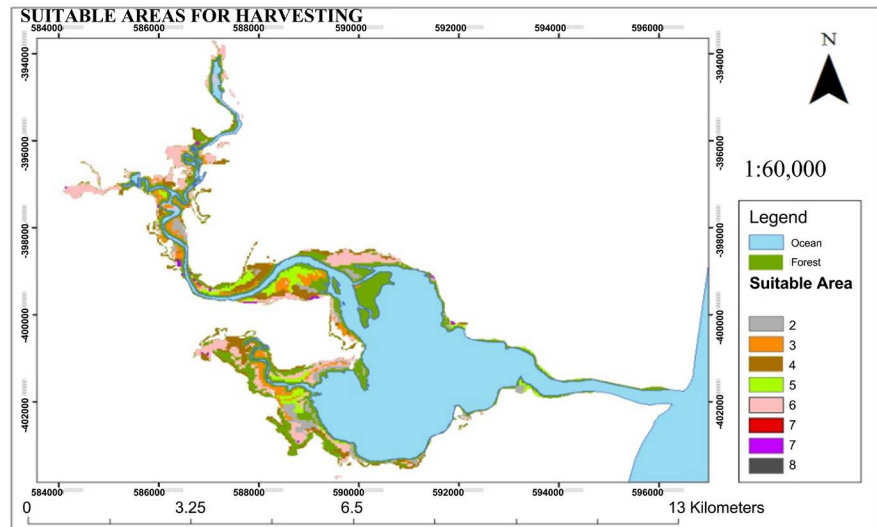 SUITABLE AREAS FOR HARVESTING
584000 586000 588000 590000 592000 594000 596000
N
-394000 -394000
-396000 -396000
1:60,000
-398000 -398000
Legend
Ocean
Forest
Suitable Area
-400000 -400000
2
3
4
5
6
7
7
8
-402000 -402000
584000 586000 588000 590000 592000 594000 596000
0 3.25 6.5 13 Kilometers